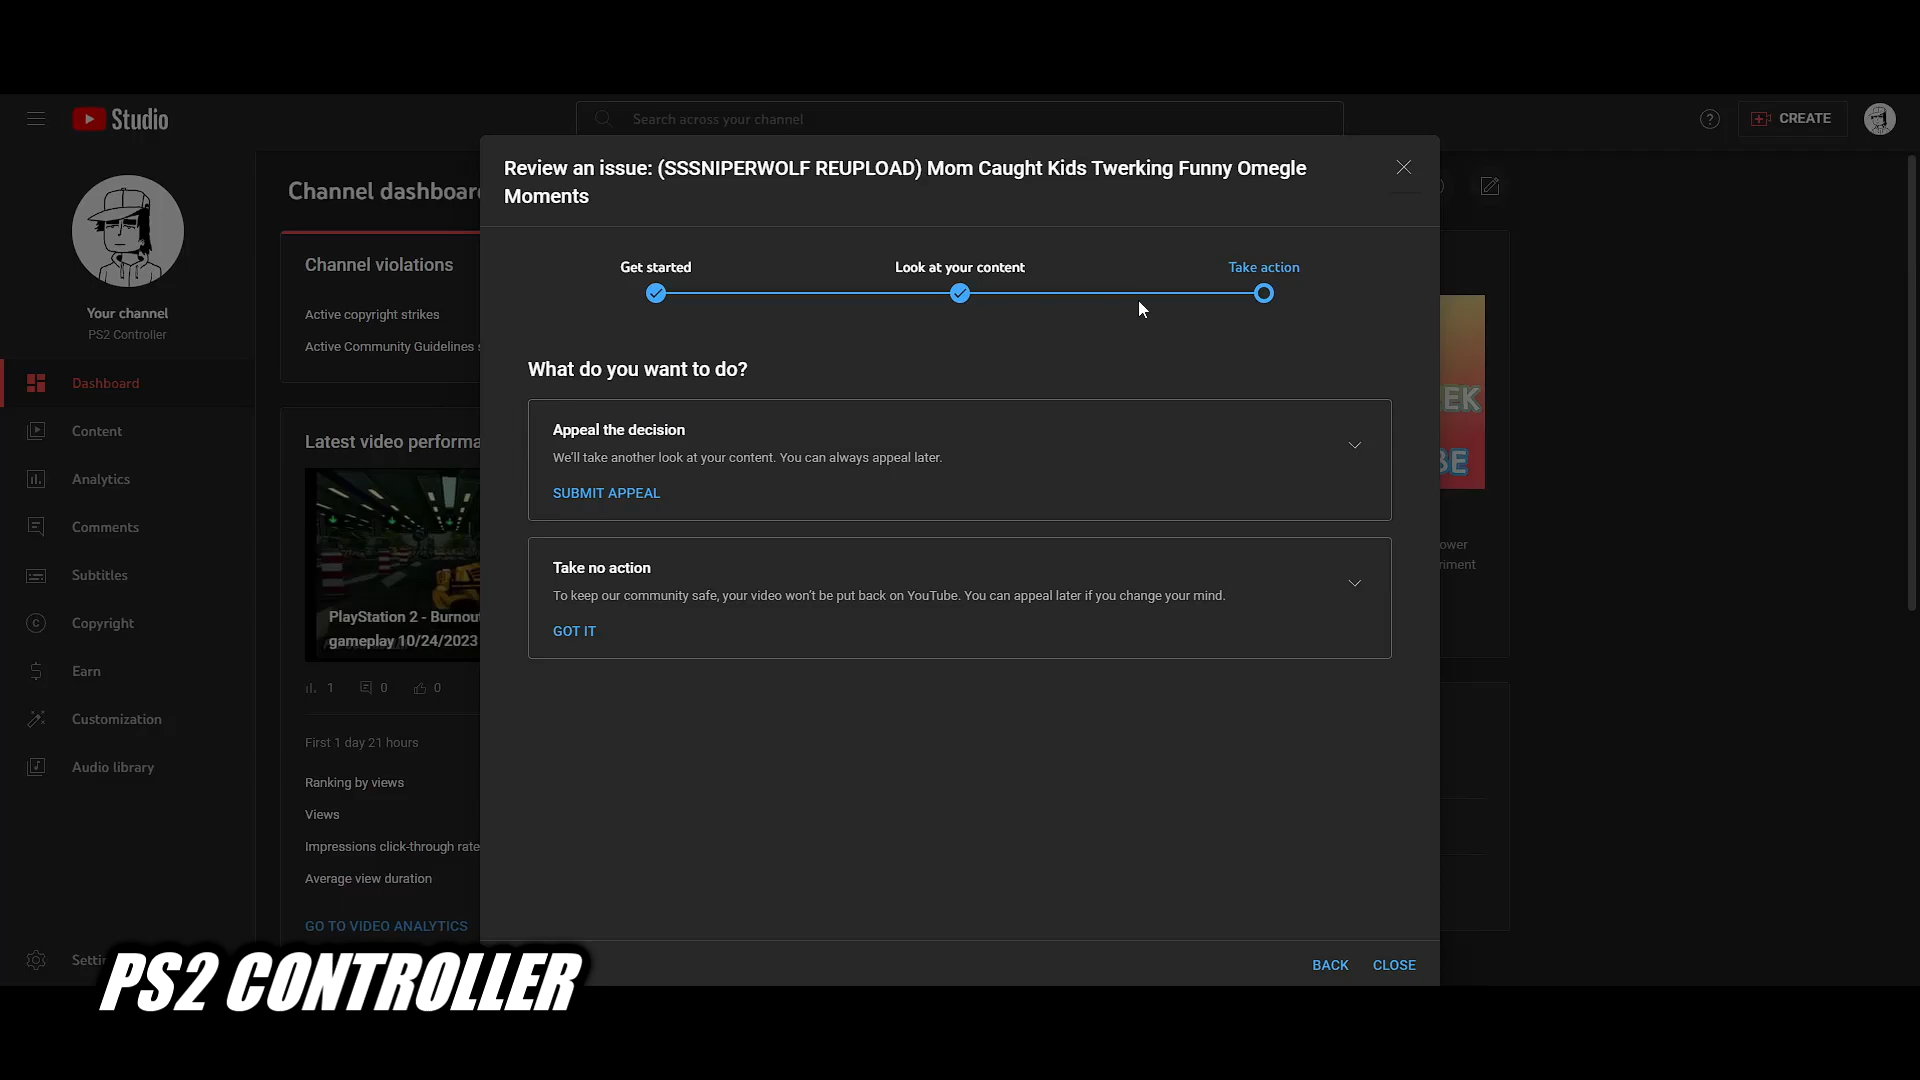 Studio
Search across your channel
CREATE
Review an issue: (SSSNIPERWOLF REUPLOAD) Mom Caught Kids Twerking Funny Omegle
Moments
Channel dashboar
Get started
Look at your content
Take action
Channel violations
Active copyright strikes
Active Community Guidelines s
Your channel
PS2 Controller
Dashboard
Content
Analytics
Comments
Subtitles
Copyright
Earn
Customization
Audio library
What do you want to do?
Appeal the decision
We'll take another look at your content. You can always appeal later.
SUBMIT APPEAL
Take no action
To keep our community safe, your video won't be put back on YouTube. You can appeal later if you change your mind.
GOT IT
EK
BE
ower
riment
Latest video performa
PlayStation 2 - Burnout
gameplay 10/24/2023
1 0 0
First 1 day 21 hours
Ranking by views
Views
Impressions click-through rate
Average view duration
GO TO VIDEO ANALYTICS
Settin
PS2 CONTROLLER
BACK
CLOSE